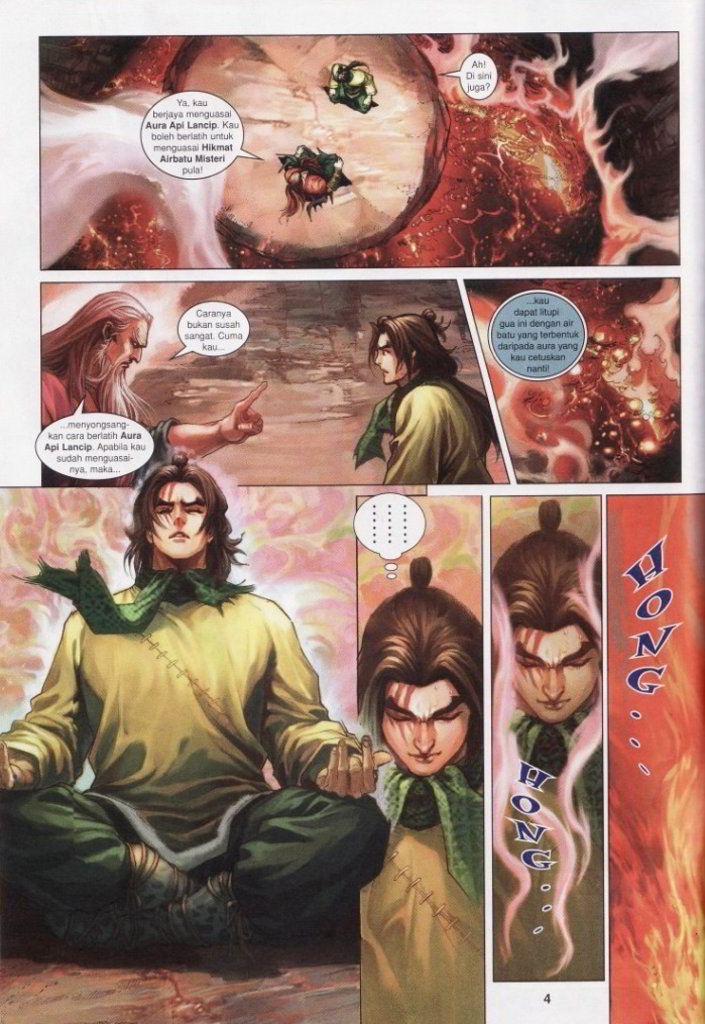 Ah!
Di sini
juga?
Ya, kau
berjaya menguasai
Aura Api Lancip. Kau
boleh berlatih untuk
menguasai Hikmat
Airbatu Misteri
pula!
Caranya
bukan susah
sangat. Cuma
kau...
...menyongsang-
kan cara berlatih Aura
Api Lancip. Apabila kau
sudah menguasai-
nya, maka...
...kau
dapat litupi
gua ini dengan air
batu yang terbentuk
daripada aura yang
kau cetuskan
nanti!
HONG...
HONG...
4